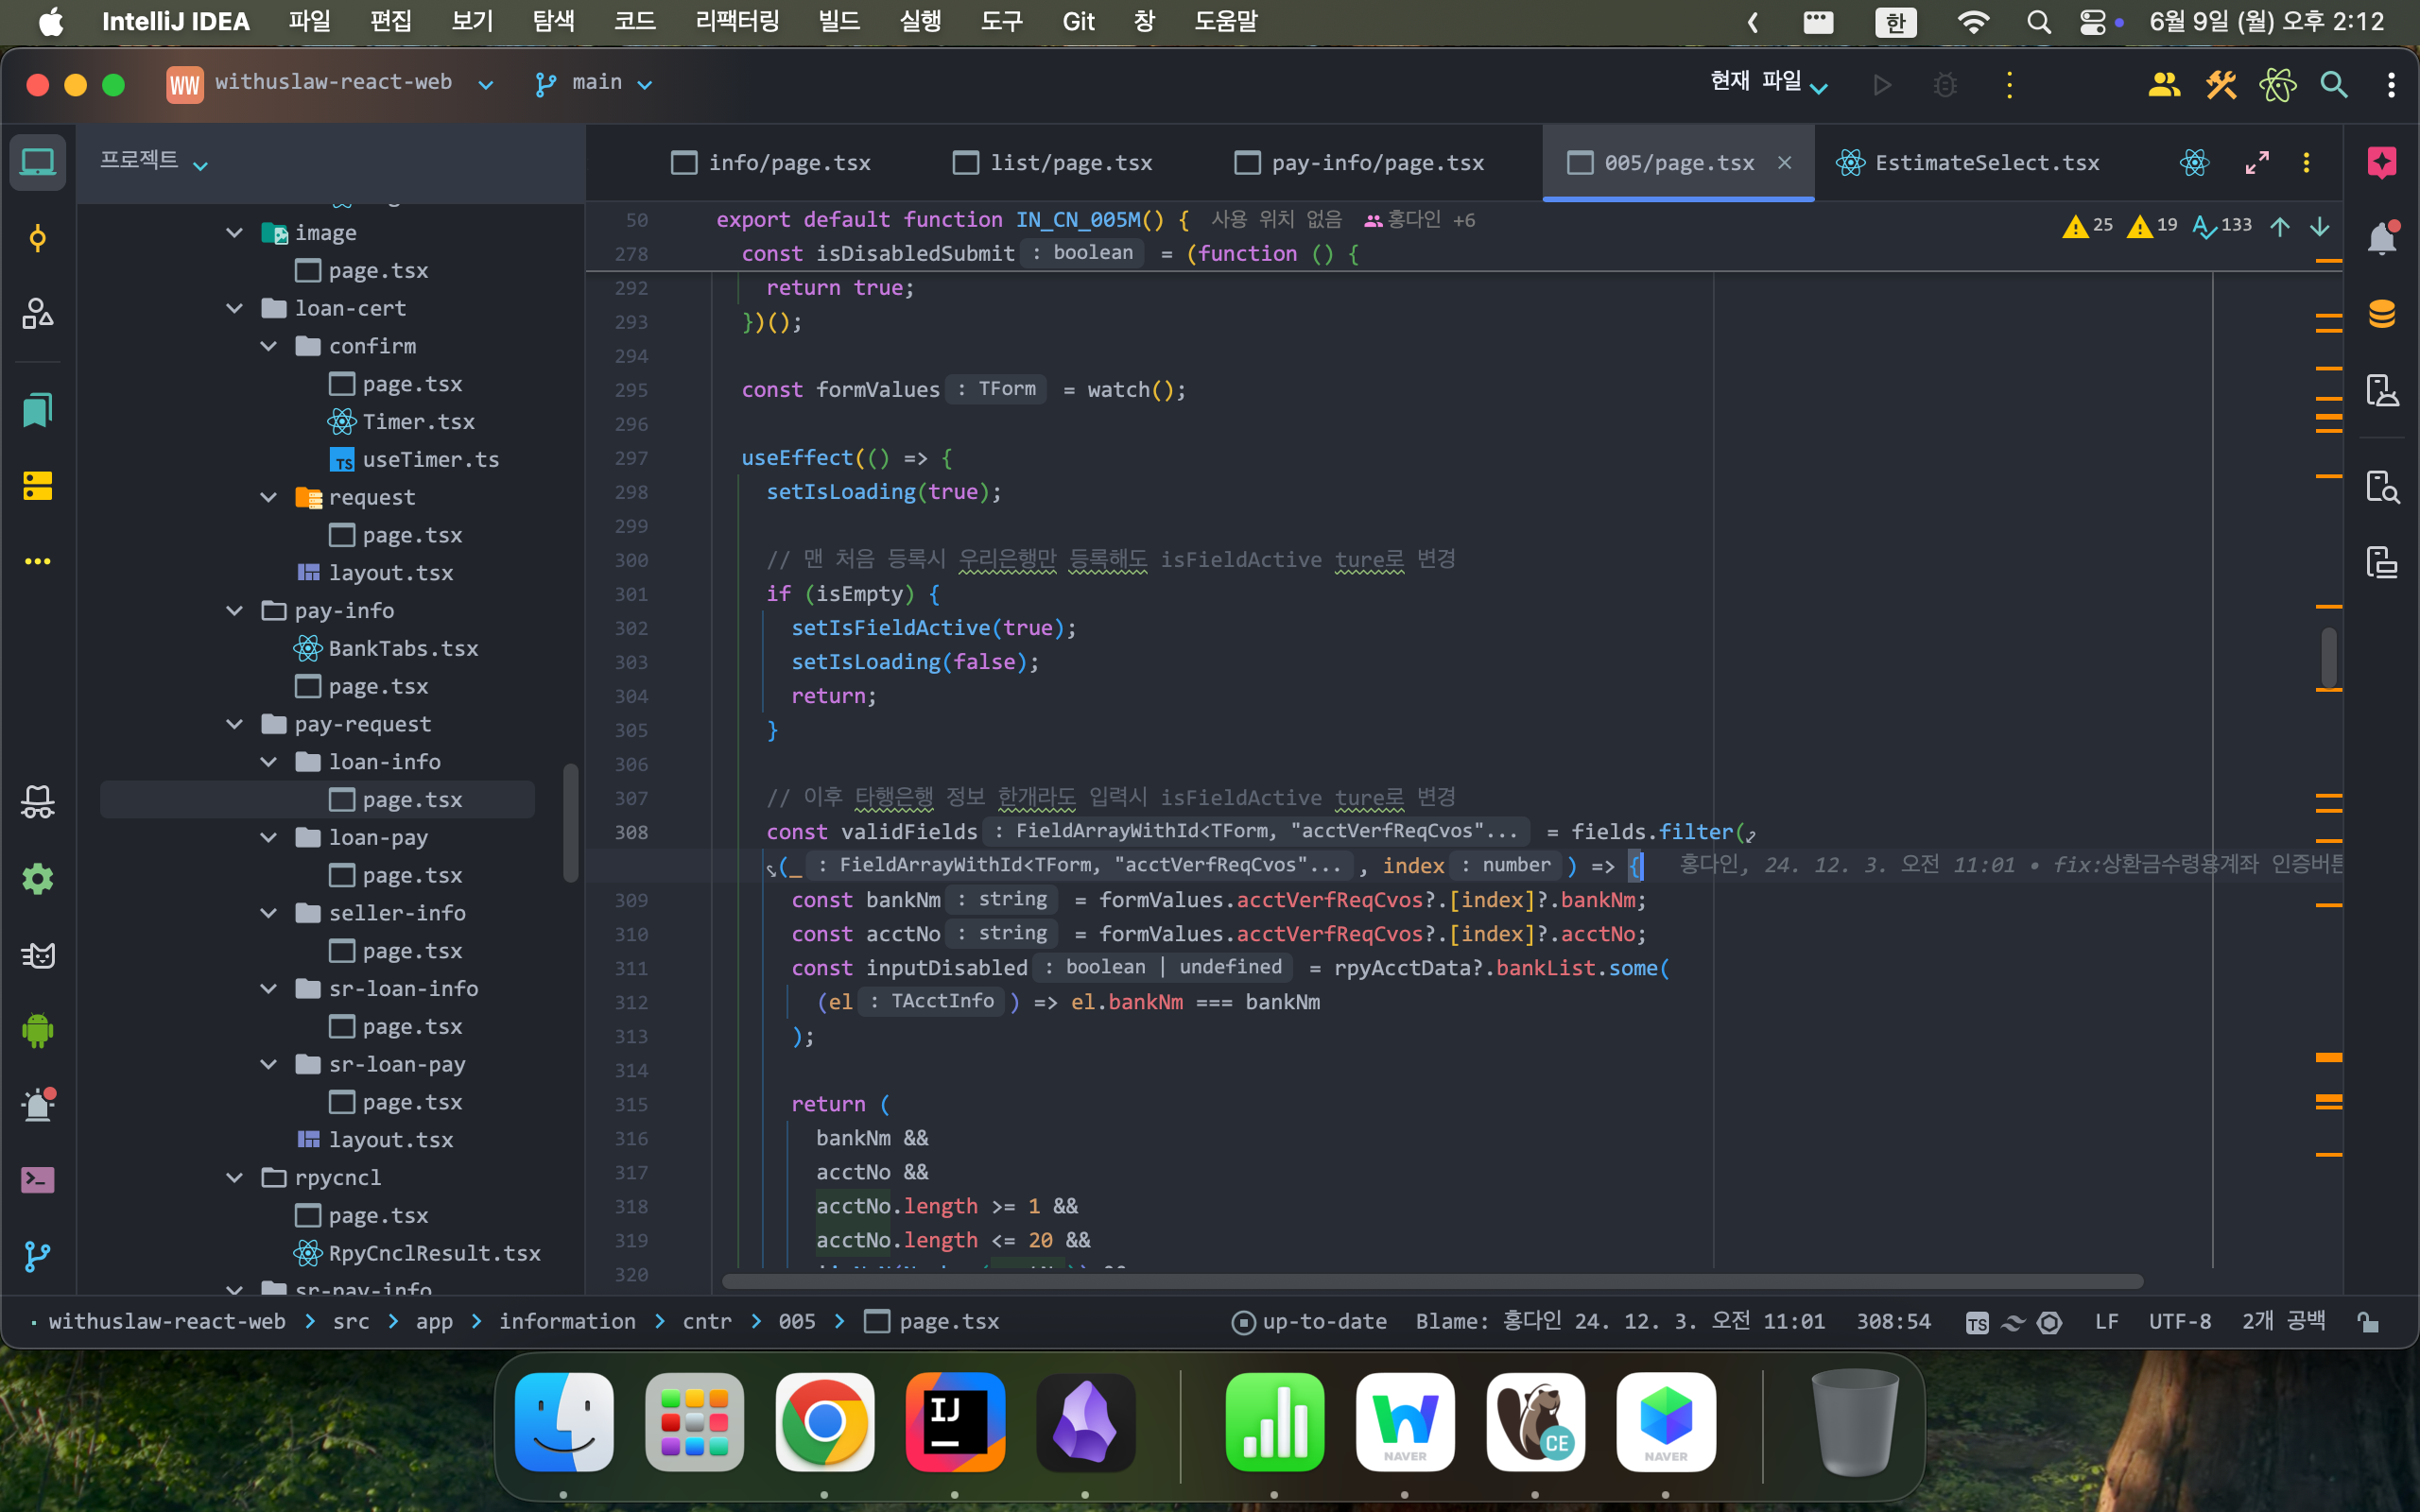 IntelliJ IDEA 파일 편집 보기 탐색 코드 리팩터링 빌드 실행 도구 Git 창 도움말 한 6월 9일 (월) 오후 2:12
WW withuslaw-react-web main 현재 파일
프로젝트
info/page.tsx list/page.tsx pay-info/page.tsx 005/page.tsx EstimateSelect.tsx
image
page.tsx
loan-cert
confirm
page.tsx
Timer.tsx
TS useTimer.ts
request
page.tsx
layout.tsx
pay-info
BankTabs.tsx
page.tsx
pay-request
loan-info
page.tsx
loan-pay
page.tsx
seller-info
page.tsx
sr-loan-info
page.tsx
sr-loan-pay
page.tsx
layout.tsx
rpycncl
page.tsx
RpyCnclResult.tsx
sr-pay-info
50 export default function IN_CN_005M() { 사용 위치 없음 홍다인 +6
25 19 133
278 const isDisabledSubmit : boolean = (function () {
292 return true;
293 })();
294
295 const formValues : TForm = watch();
296
297 useEffect(() => {
298 setIsLoading(true);
299
300 // 맨 처음 등록시 우리은행만 등록해도 isFieldActive ture로 변경
301 if (isEmpty) {
302 setIsFieldActive(true);
303 setIsLoading(false);
304 return;
305 }
306
307 // 이후 타행은행 정보 한개라도 입력시 isFieldActive ture로 변경
308 const validFields : FieldArrayWithId<TForm, "acctVerfReqCvos"... = fields.filter(
(_ : FieldArrayWithId<TForm, "acctVerfReqCvos"... , index : number ) => { 홍다인, 24. 12. 3. 오전 11:01 • fix:상환금수령용계좌 인증버튼
309 const bankNm : string = formValues.acctVerfReqCvos?.[index]?.bankNm;
310 const acctNo : string = formValues.acctVerfReqCvos?.[index]?.acctNo;
311 const inputDisabled : boolean | undefined = rpyAcctData?.bankList.some(
312 (el : TAcctInfo ) => el.bankNm === bankNm
313 );
314
315 return (
316 bankNm &&
317 acctNo &&
318 acctNo.length >= 1 &&
319 acctNo.length <= 20 &&
320
withuslaw-react-web > src > app > information > cntr > 005 > page.tsx up-to-date Blame: 홍다인 24. 12. 3. 오전 11:01 308:54 TS LF UTF-8 2개 공백
IJ NAVER CE NAVER